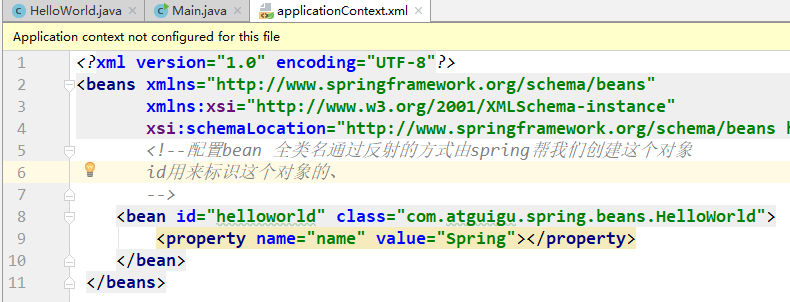 HelloWorld.java × Main.java × applicationContext.xml ×
Application context not configured for this file
1 <?xml version="1.0" encoding="UTF-8"?>
2 <beans xmlns="http://www.springframework.org/schema/beans"
3 xmlns:xsi="http://www.w3.org/2001/XMLSchema-instance"
4 xsi:schemaLocation="http://www.springframework.org/schema/beans h
5 <!--配置bean 全类名通过反射的方式由spring帮我们创建这个对象
6 id用来标识这个对象的、
7 -->
8 <bean id="helloworld" class="com.atguigu.spring.beans.HelloWorld">
9 <property name="name" value="Spring"></property>
10 </bean>
11 </beans>